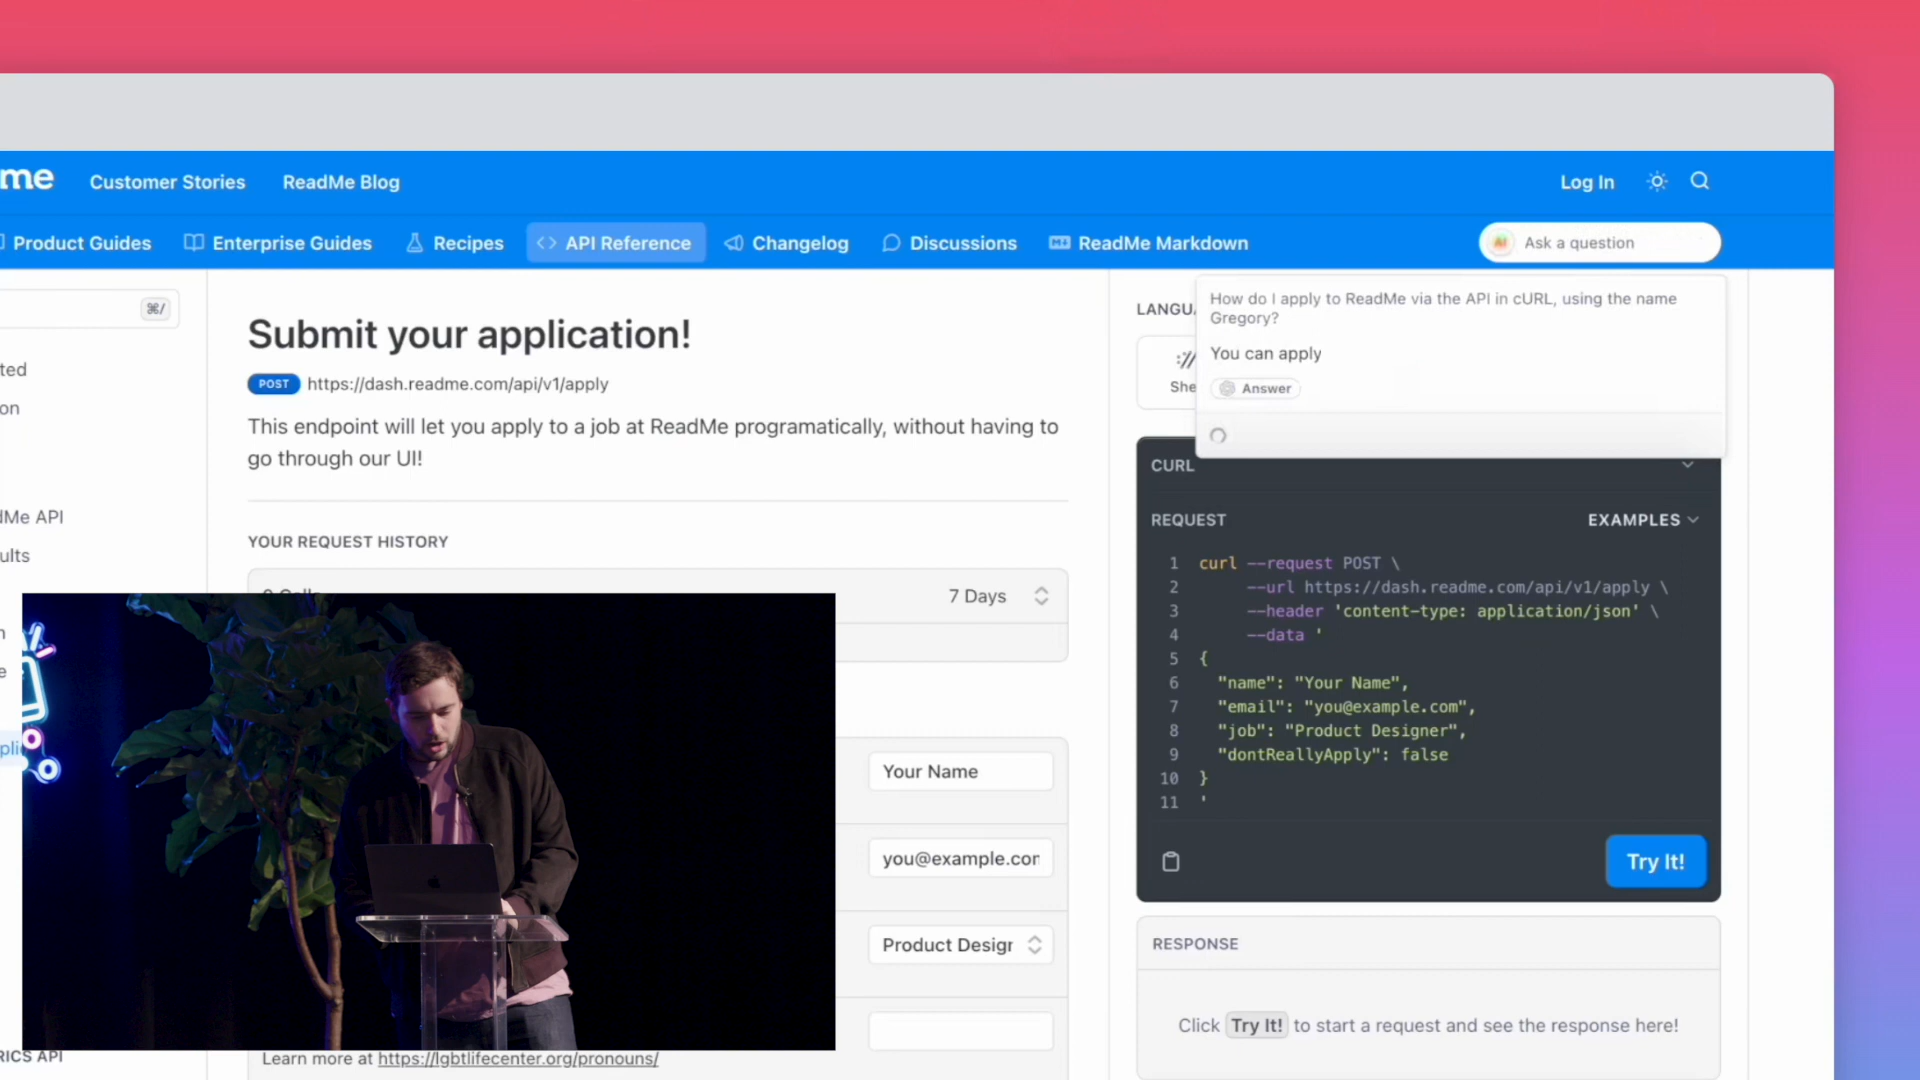 me
Customer Stories
ReadMe Blog
Log In
Product Guides
Enterprise Guides
Recipes
API Reference
Changelog
Discussions
ReadMe Markdown
AI
Ask a question
⌘/
ted
on
dMe API
ults
n
e
plic
RICS API
Submit your application!
POST https://dash.readme.com/api/v1/apply
This endpoint will let you apply to a job at ReadMe programatically, without having to
go through our UI!
YOUR REQUEST HISTORY
0 Calls
7 Days
Your Name
you@example.con
Product Desigr
Learn more at https://lgbtlifecenter.org/pronouns/
LANGUA
She
How do I apply to ReadMe via the API in cURL, using the name
Gregory?
You can apply
Answer
CURL
REQUEST
EXAMPLES
1 curl --request POST \
2 --url https://dash.readme.com/api/v1/apply \
3 --header 'content-type: application/json' \
4 --data '
5 {
6 "name": "Your Name",
7 "email": "you@example.com",
8 "job": "Product Designer",
9 "dontReallyApply": false
10 }
11 '
Try It!
RESPONSE
Click Try It! to start a request and see the response here!